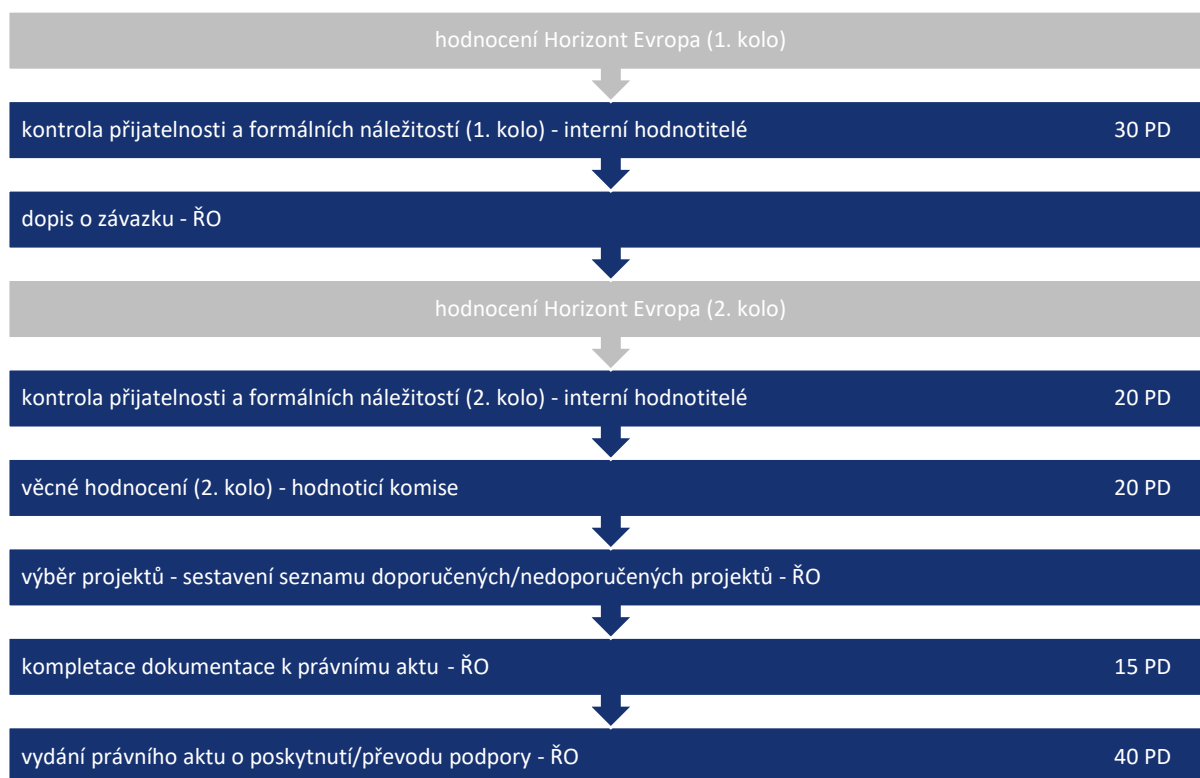 hodnocení Horizont Evropa (1. kolo)
kontrola přijatelnosti a formálních náležitostí (1. kolo) - interní hodnotitelé 30 PD
dopis o závazku - ŘO
hodnocení Horizont Evropa (2. kolo)
kontrola přijatelnosti a formálních náležitostí (2. kolo) - interní hodnotitelé 20 PD
věcné hodnocení (2. kolo) - hodnoticí komise 20 PD
výběr projektů - sestavení seznamu doporučených/nedoporučených projektů - ŘO
kompletace dokumentace k právnímu aktu - ŘO 15 PD
vydání právního aktu o poskytnutí/převodu podpory - ŘO 40 PD